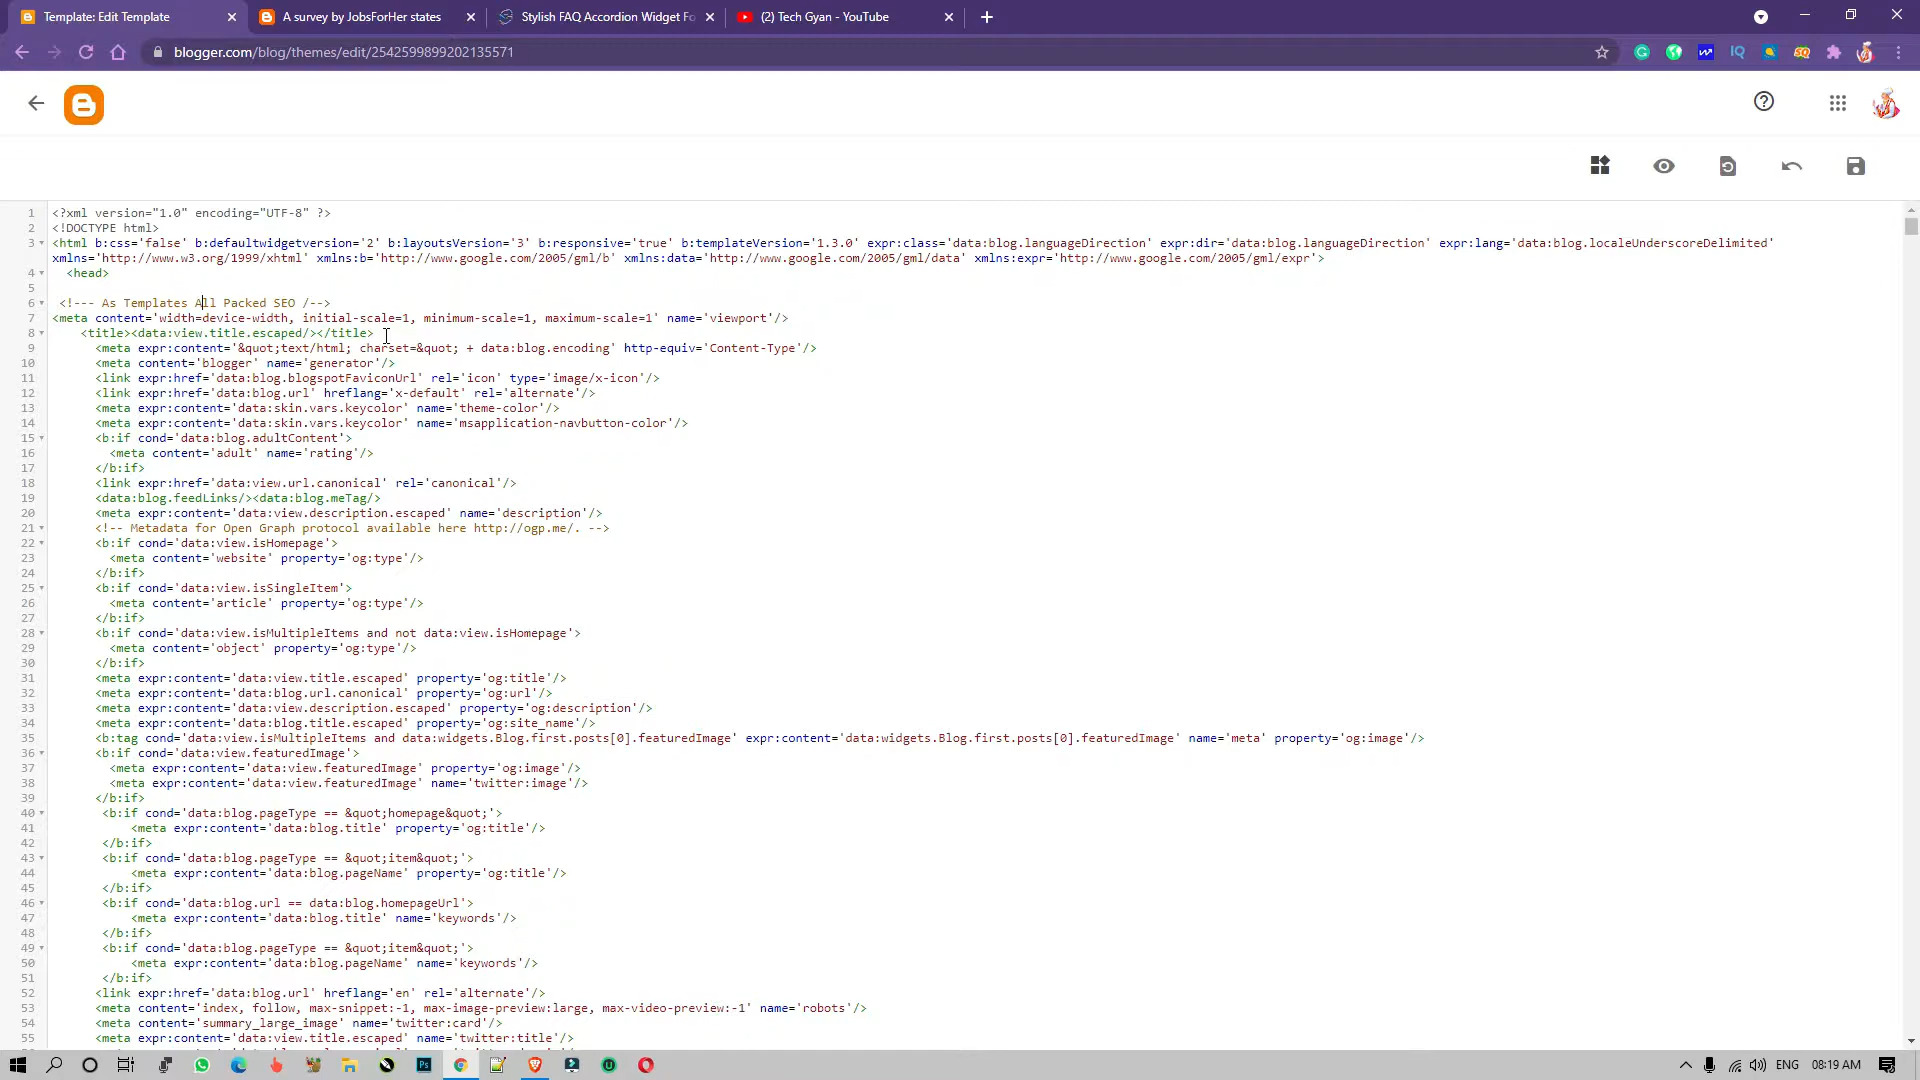 Template: Edit Template
A survey by JobsForHer states
Stylish FAQ Accordion Widget Fo
(2) Tech Gyan - YouTube
blogger.com/blog/themes/edit/2542599899202135571
1 <?xml version="1.0" encoding="UTF-8" ?>
2 <!DOCTYPE html>
3 <html b:css='false' b:defaultwidgetversion='2' b:layoutsVersion='3' b:responsive='true' b:templateVersion='1.3.0' expr:class='data:blog.languageDirection' expr:dir='data:blog.languageDirection' expr:lang='data:blog.localeUnderscoreDelimited'
xmlns='http://www.w3.org/1999/xhtml' xmlns:b='http://www.google.com/2005/gml/b' xmlns:data='http://www.google.com/2005/gml/data' xmlns:expr='http://www.google.com/2005/gml/expr'>
4 <head>
5
6 <!--- As Templates All Packed SEO /-->
7 <meta content='width=device-width, initial-scale=1, minimum-scale=1, maximum-scale=1' name='viewport'/>
8 <title><data:view.title.escaped/></title>
9 <meta expr:content='&quot;text/html; charset=&quot; + data:blog.encoding' http-equiv='Content-Type'/>
10 <meta content='blogger' name='generator'/>
11 <link expr:href='data:blog.blogspotFaviconUrl' rel='icon' type='image/x-icon'/>
12 <link expr:href='data:blog.url' hreflang='x-default' rel='alternate'/>
13 <meta expr:content='data:skin.vars.keycolor' name='theme-color'/>
14 <meta expr:content='data:skin.vars.keycolor' name='msapplication-navbutton-color'/>
15 <b:if cond='data:blog.adultContent'>
16 <meta content='adult' name='rating'/>
17 </b:if>
18 <link expr:href='data:view.url.canonical' rel='canonical'/>
19 <data:blog.feedLinks/><data:blog.meTag/>
20 <meta expr:content='data:view.description.escaped' name='description'/>
21 <!-- Metadata for Open Graph protocol available here http://ogp.me/. -->
22 <b:if cond='data:view.isHomepage'>
23 <meta content='website' property='og:type'/>
24 </b:if>
25 <b:if cond='data:view.isSingleItem'>
26 <meta content='article' property='og:type'/>
27 </b:if>
28 <b:if cond='data:view.isMultipleItems and not data:view.isHomepage'>
29 <meta content='object' property='og:type'/>
30 </b:if>
31 <meta expr:content='data:view.title.escaped' property='og:title'/>
32 <meta expr:content='data:blog.url.canonical' property='og:url'/>
33 <meta expr:content='data:view.description.escaped' property='og:description'/>
34 <meta expr:content='data:blog.title.escaped' property='og:site_name'/>
35 <b:tag cond='data:view.isMultipleItems and data:widgets.Blog.first.posts[0].featuredImage' expr:content='data:widgets.Blog.first.posts[0].featuredImage' name='meta' property='og:image'/>
36 <b:if cond='data:view.featuredImage'>
37 <meta expr:content='data:view.featuredImage' property='og:image'/>
38 <meta expr:content='data:view.featuredImage' name='twitter:image'/>
39 </b:if>
40 <b:if cond='data:blog.pageType == &quot;homepage&quot;'>
41 <meta expr:content='data:blog.title' property='og:title'/>
42 </b:if>
43 <b:if cond='data:blog.pageType == &quot;item&quot;'>
44 <meta expr:content='data:blog.pageName' property='og:title'/>
45 </b:if>
46 <b:if cond='data:blog.url == data:blog.homepageUrl'>
47 <meta expr:content='data:blog.title' name='keywords'/>
48 </b:if>
49 <b:if cond='data:blog.pageType == &quot;item&quot;'>
50 <meta expr:content='data:blog.pageName' name='keywords'/>
51 </b:if>
52 <link expr:href='data:blog.url' hreflang='en' rel='alternate'/>
53 <meta content='index, follow, max-snippet:-1, max-image-preview:large, max-video-preview:-1' name='robots'/>
54 <meta content='summary_large_image' name='twitter:card'/>
55 <meta expr:content='data:view.title.escaped' name='twitter:title'/>
ENG 08:19 AM